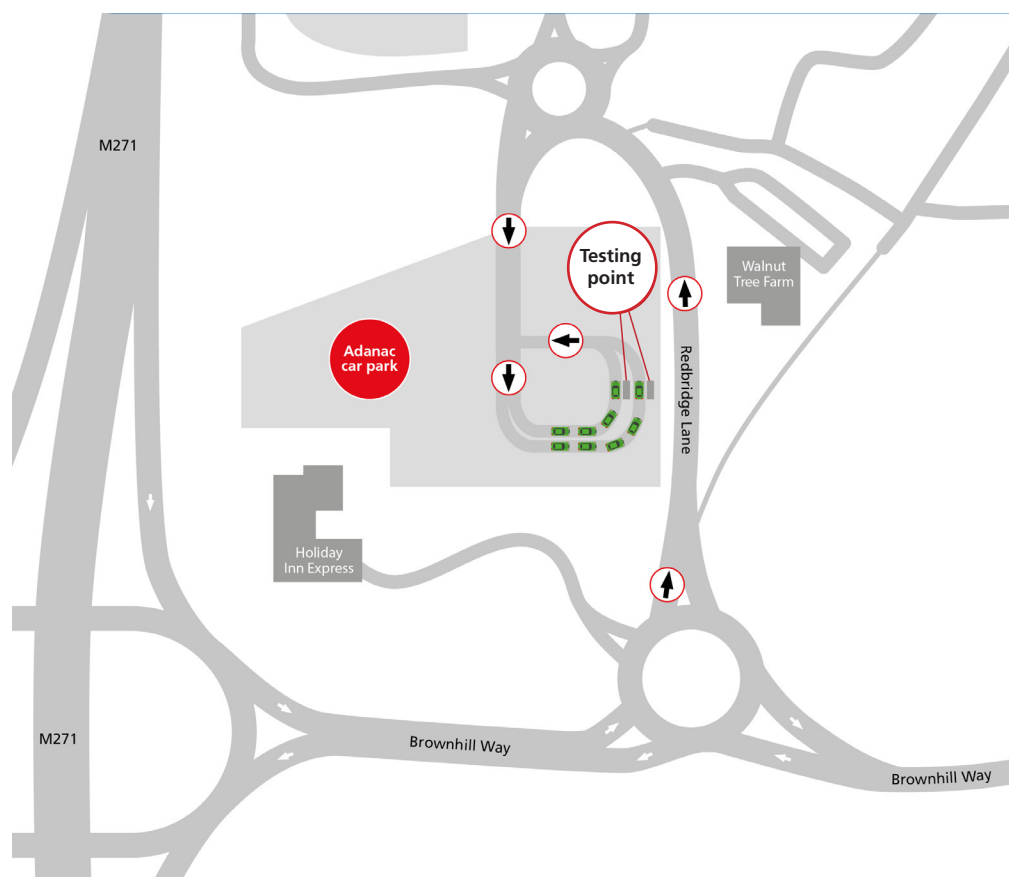 M271
Testing
point
Walnut
Tree Farm
Adanac
car park
Redbridge Lane
Holiday
Inn Express
M271
Brownhill Way
Brownhill Way